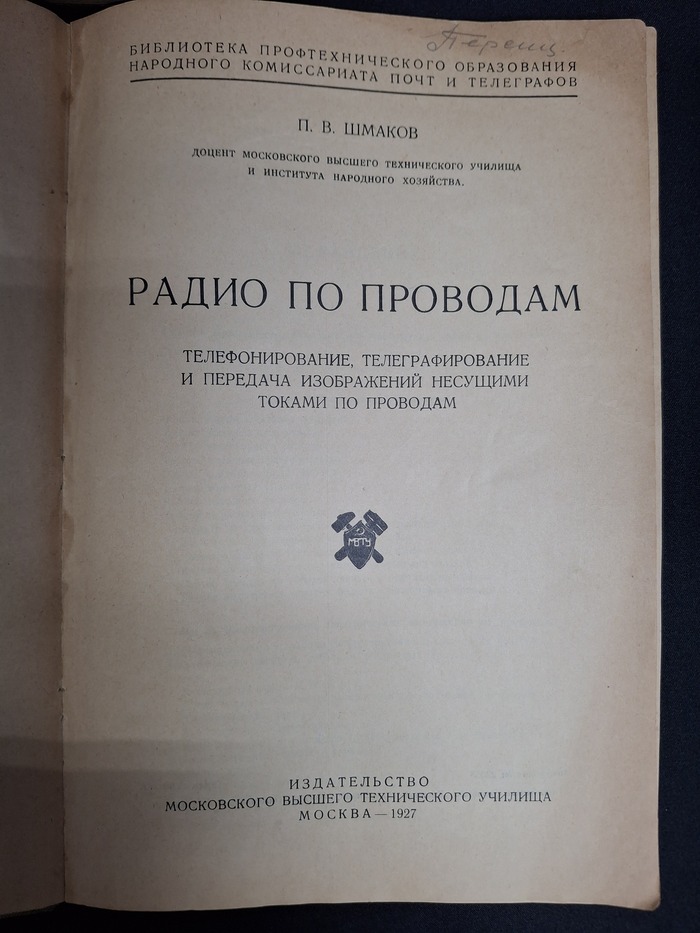 БИБЛИОТЕКА ПРОФТЕХНИЧЕСКОГО ОБРАЗОВАНИЯ
НАРОДНОГО КОМИССАРИАТА ПОЧТ И ТЕЛЕГРАФОВ
П. В. ШМАКОВ
ДОЦЕНТ МОСКОВСКОГО ВЫСШЕГО ТЕХНИЧЕСКОГО УЧИЛИЩА
И ИНСТИТУТА НАРОДНОГО ХОЗЯЙСТВА.
РАДИО ПО ПРОВОДАМ
ТЕЛЕФОНИРОВАНИЕ, ТЕЛЕГРАФИРОВАНИЕ
И ПЕРЕДАЧА ИЗОБРАЖЕНИЙ НЕСУЩИМИ
ТОКАМИ ПО ПРОВОДАМ
МВТУ
ИЗДАТЕЛЬСТВО
МОСКОВСКОГО ВЫСШЕГО ТЕХНИЧЕСКОГО УЧИЛИЩА
МОСКВА — 1927